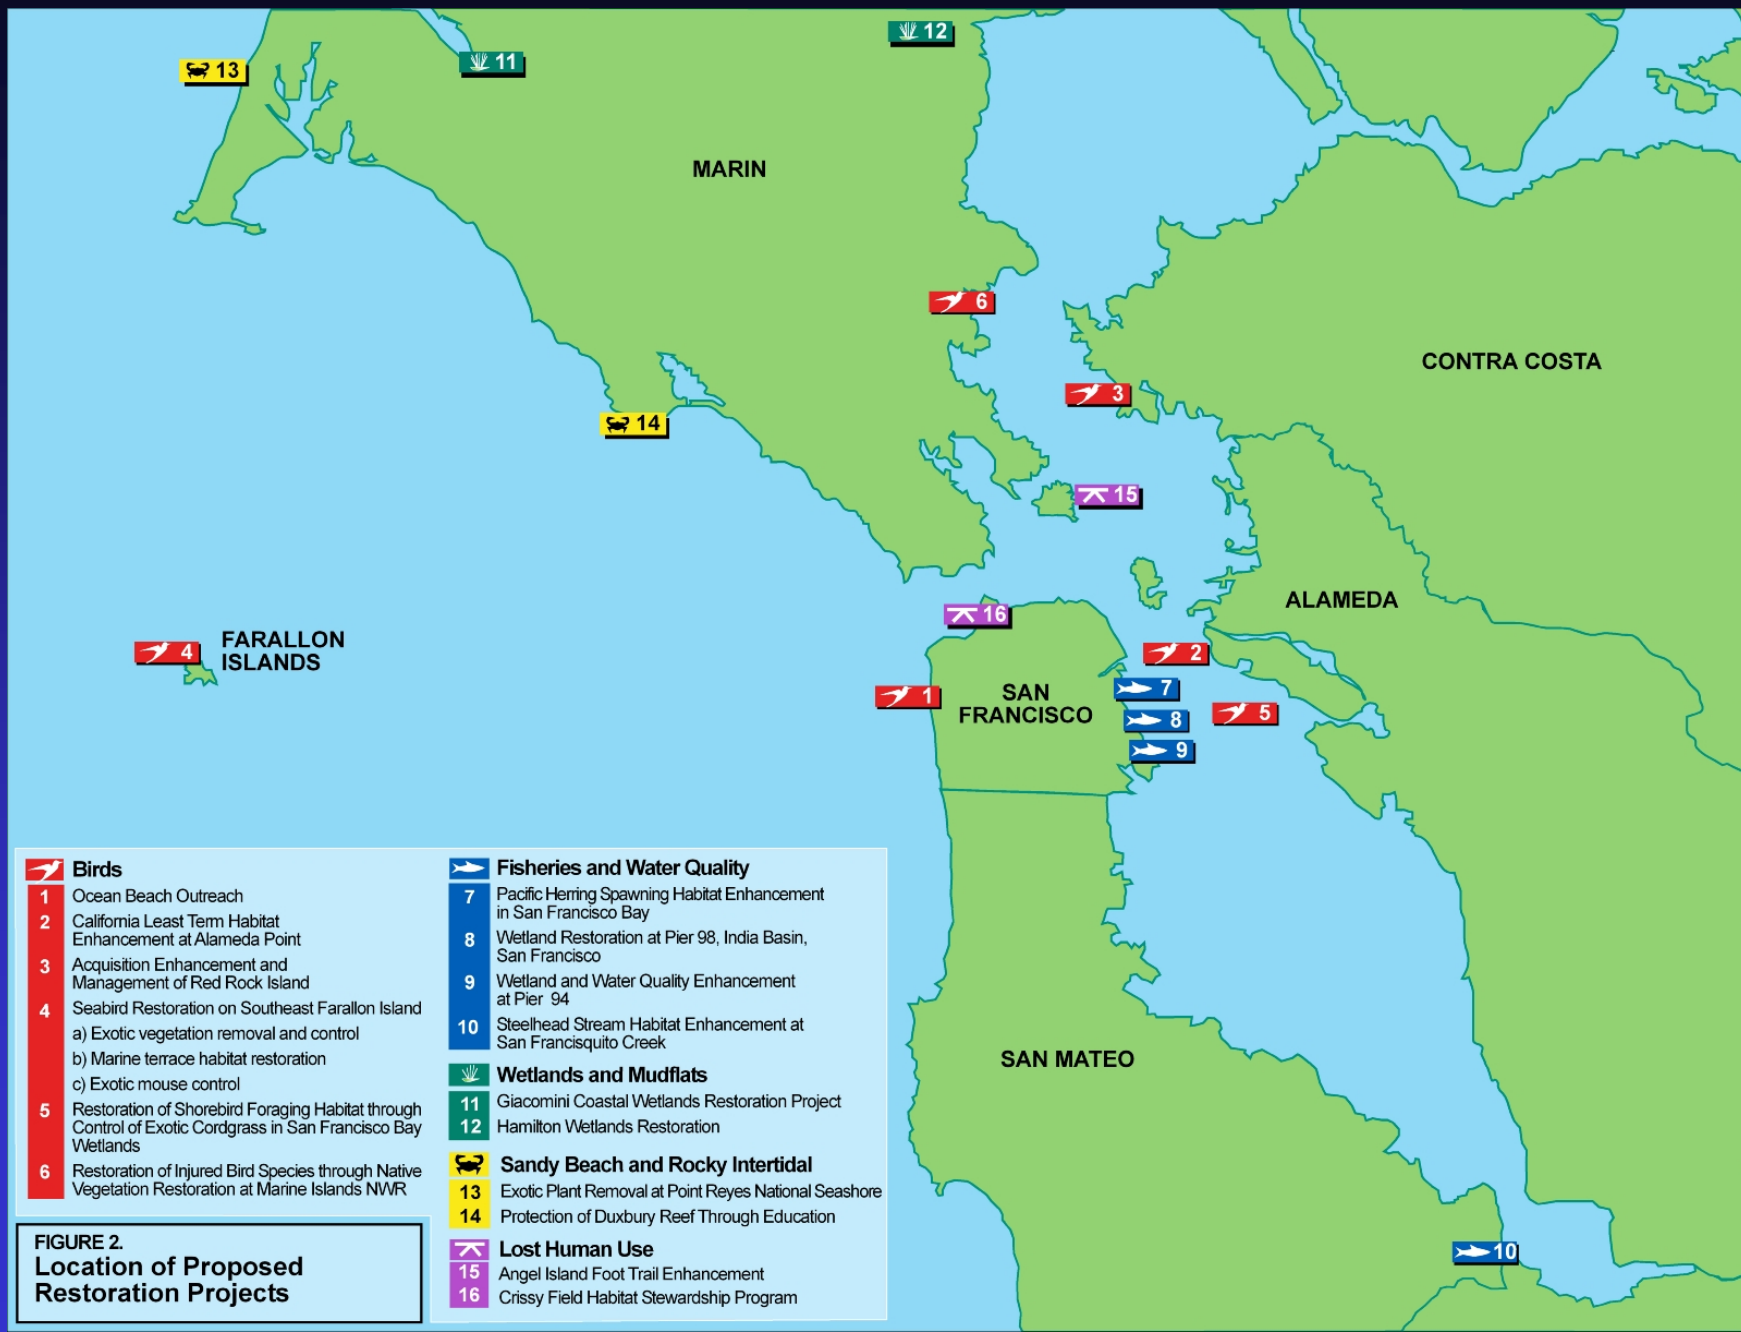 13
11
12
MARIN
6
CONTRA COSTA
3
14
15
ALAMEDA
16
FARALLON
ISLANDS
4
2
1
SAN
FRANCISCO
7
5
8
9
SAN MATEO
10
Birds
1 Ocean Beach Outreach
2 California Least Term Habitat
Enhancement at Alameda Point
3 Acquisition Enhancement and
Management of Red Rock Island
4 Seabird Restoration on Southeast Farallon Island
a) Exotic vegetation removal and control
b) Marine terrace habitat restoration
c) Exotic mouse control
5 Restoration of Shorebird Foraging Habitat through
Control of Exotic Cordgrass in San Francisco Bay
Wetlands
6 Restoration of Injured Bird Species through Native
Vegetation Restoration at Marine Islands NWR
Fisheries and Water Quality
7 Pacific Herring Spawning Habitat Enhancement
in San Francisco Bay
8 Wetland Restoration at Pier 98, India Basin,
San Francisco
9 Wetland and Water Quality Enhancement
at Pier 94
10 Steelhead Stream Habitat Enhancement at
San Francisquito Creek
Wetlands and Mudflats
11 Giacomini Coastal Wetlands Restoration Project
12 Hamilton Wetlands Restoration
Sandy Beach and Rocky Intertidal
13 Exotic Plant Removal at Point Reyes National Seashore
14 Protection of Duxbury Reef Through Education
Lost Human Use
15 Angel Island Foot Trail Enhancement
16 Crissy Field Habitat Stewardship Program
FIGURE 2.
Location of Proposed
Restoration Projects